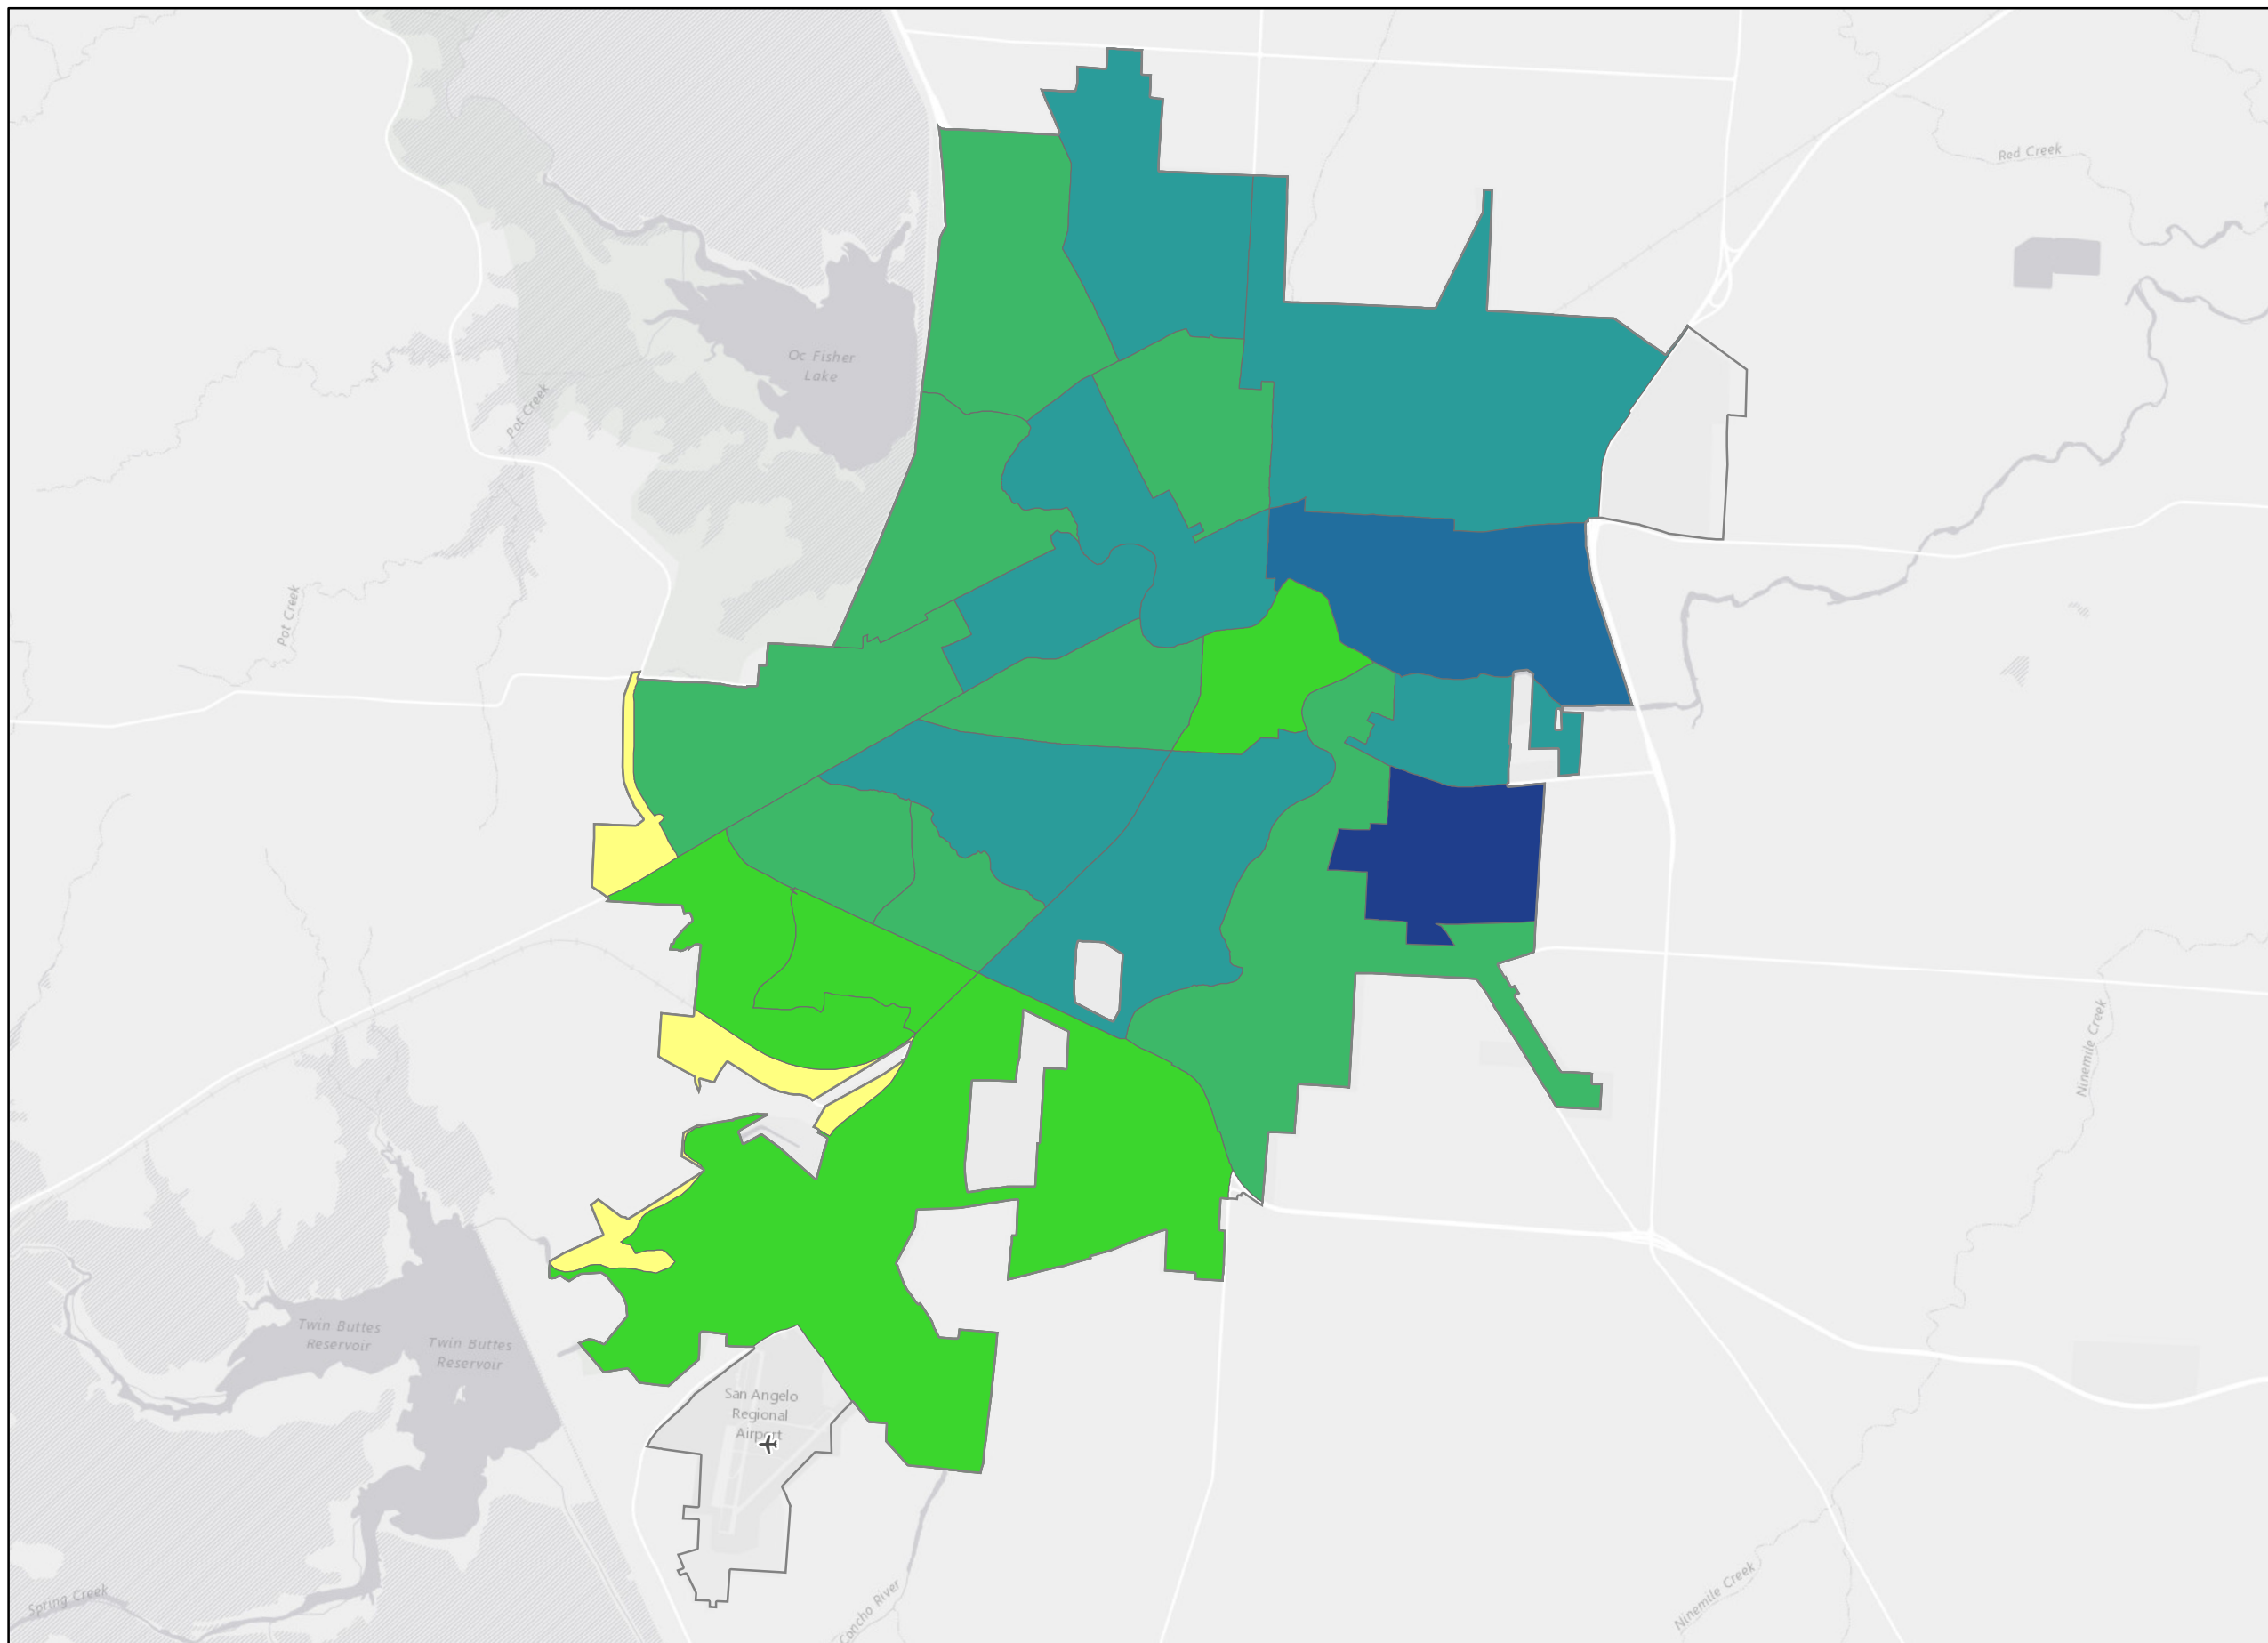 Red Creek
Oc Fisher
Lake
Pot Creek
Pot Creek
Ninemile Creek
Twin Buttes
Reservoir
Twin Buttes
Reservoir
San Angelo
Regional
Airport
Spring Creek
Concho River
Ninemile Creek